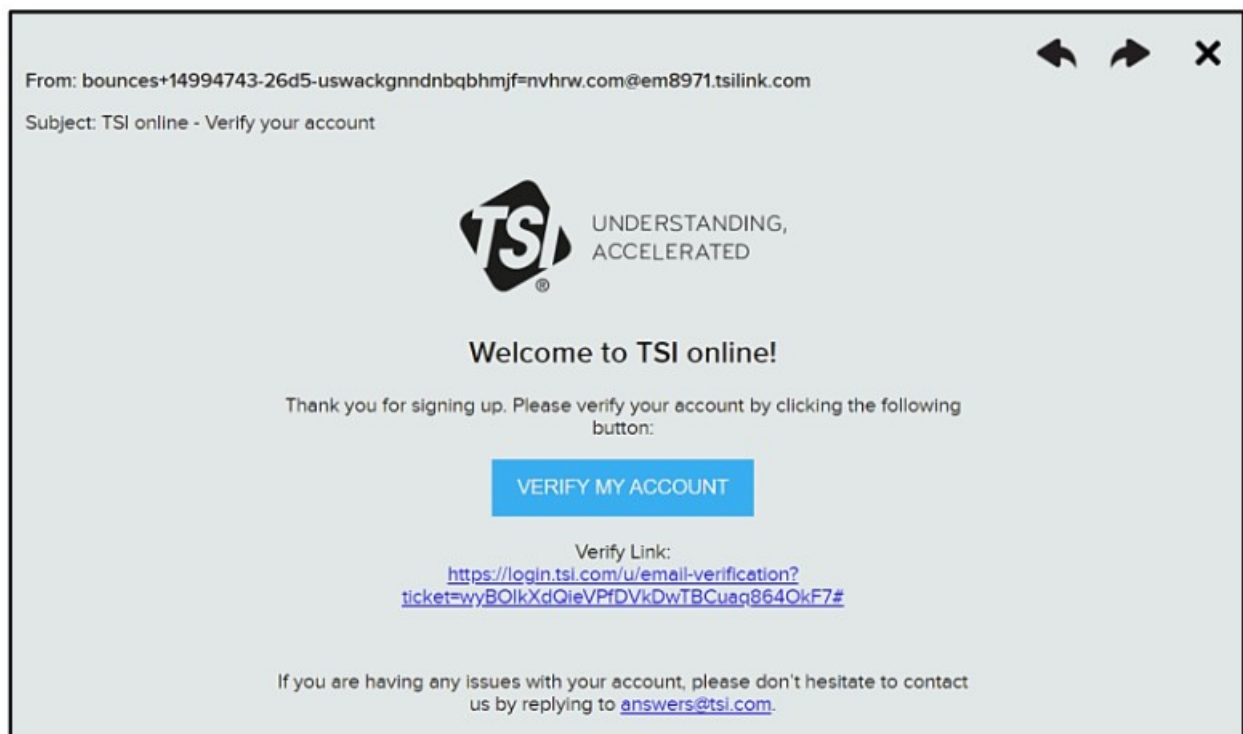 From: bounces+14994743-26d5-uswackgnndnbqbhmjf=nvhrw.com@em8971.tsilink.com
Subject: TSI online - Verify your account
TSI
®
UNDERSTANDING,
ACCELERATED
Welcome to TSI online!
Thank you for signing up. Please verify your account by clicking the following
button:
VERIFY MY ACCOUNT
Verify Link:
https://login.tsi.com/u/email-verification?
ticket=wyBOlkXdQieVPfDVkDwTBCuaq864OkF7#
If you are having any issues with your account, please don't hesitate to contact
us by replying to answers@tsi.com.